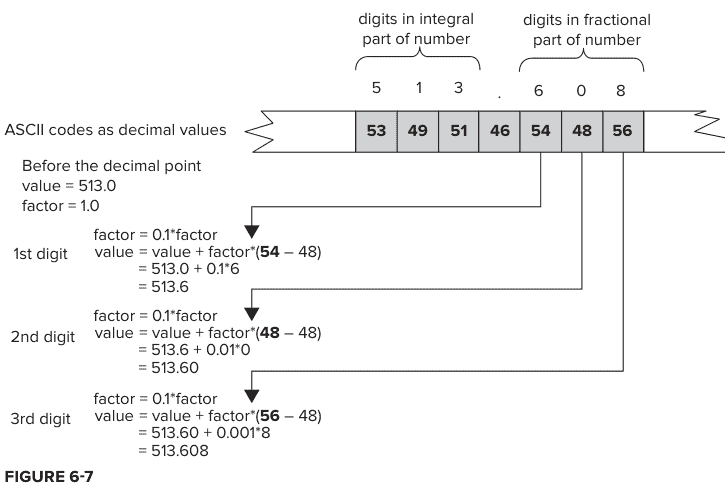 digits in integral part of number
digits in fractional part of number
5 1 3 . 6 0 8
ASCII codes as decimal values
53 49 51 46 54 48 56
Before the decimal point
value = 513.0
factor = 1.0
1st digit
factor = 0.1*factor
value = value + factor*(54 – 48)
= 513.0 + 0.1*6
= 513.6
2nd digit
factor = 0.1*factor
value = value + factor*(48 – 48)
= 513.6 + 0.01*0
= 513.60
3rd digit
factor = 0.1*factor
value = value + factor*(56 – 48)
= 513.60 + 0.001*8
= 513.608
FIGURE 6-7